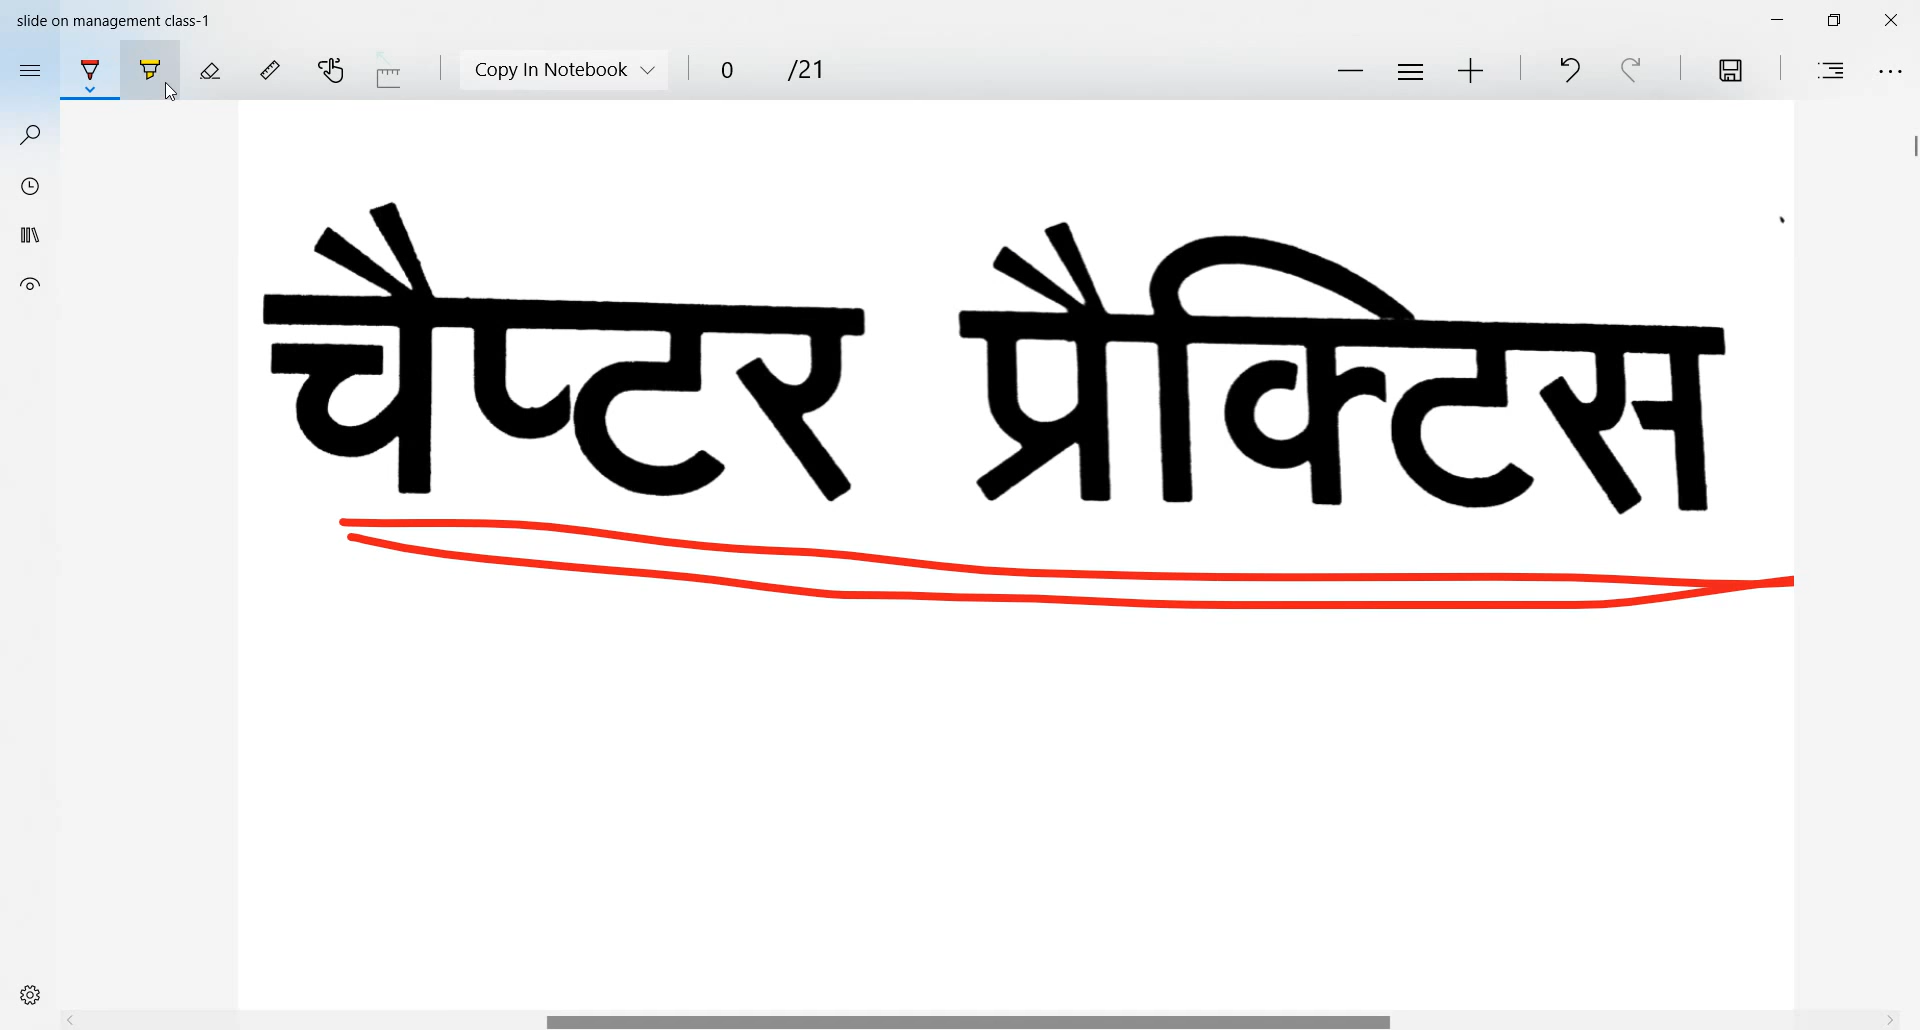 slide on management class-1
Copy In Notebook 0 /21
चैप्टर प्रैक्टिस